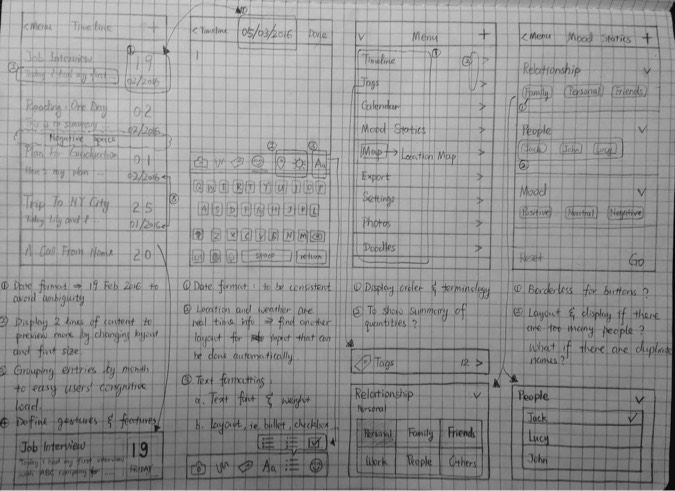 < Menu Timeline +
Job Interview 19
Today I had my first 02/2016
Reading: One Day 02
This is a summary 02/2016
Negative space
Plan to 01
Here's my plan 02/2016
Trip To NY City 25
Today Lily and I 01/2016
A Call From Home 20
① Date format ⇒ 19 Feb 2016 to
avoid ambiguity
② Display 2 lines of content to
preview more by changing layout
and font size
③ Grouping entries by month
to easy users' congnitive
load
④ Define gestures & features
Job Interview 19
Today I had my first interview
with ABC company for FRIDAY
< Timeline 05/03/2016 Done
Aa
Q W E R T Y U I O P
A S D F G H J K L
Z X C V B N M
space return
① Date format: to be consistent
② Location and weather are
real time info ⇒ find another
layout for input that can
be done automatically
③ Text formatting:
a. Text font & weight
b. layout, ie. bullet, checkbox
Aa
v Menu +
Timeline >
Tags >
Calendar >
Mood Statics >
Map → Location Map >
Export >
Settings >
Photos >
Doodles >
① Display order & terminology
② To show summary of
quantities?
Tags 12 >
Relationship v
Personal
Personal Family Friends
Work People Others
< Menu Mood Statics +
Relationship v
Family Personal Friends
People v
Jack John Lucy
Mood v
Positive Neutral Negative
Reset Go
① Borderless for buttons?
② Layout & display if there
are too many people?
What if there are duplicate
names?
People v
Jack ✓
Lucy
John